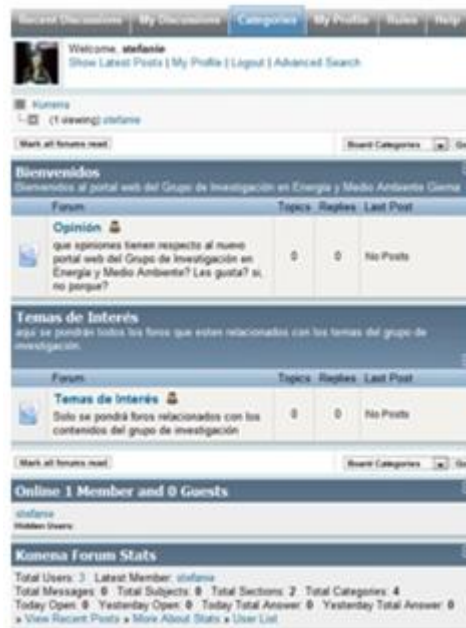 Recent Discussions My Discussions Categories My Profile Rules Help
Welcome, stefanie
Show Latest Posts | My Profile | Logout | Advanced Search
Kunena
(1 viewing) stefanie
Mark all forums read Board Categories Go
Bienvenidos
Bienvenidos al portal web del Grupo de Investigación en Energía y Medio Ambiente Giema
Forum Topics Replies Last Post
Opinión
que opiniones tienen respecto al nuevo
portal web del Grupo de Investigación en
Energía y Medio Ambiente? Les gusta? si,
no porque?
0 0 No Posts
Temas de Interés
aqui se pondrán todos los foros que esten relacionados con los temas del grupo de
investigación.
Forum Topics Replies Last Post
Temas de Interés
Solo se pondrá foros relacionados con los
contenidos del grupo de investigación
0 0 No Posts
Mark all forums read Board Categories Go
Online 1 Member and 0 Guests
stefanie
Hidden Users:
Kunena Forum Stats
Total Users: 3 Latest Member: stefanie
Total Messages: 0 Total Subjects: 0 Total Sections: 2 Total Categories: 4
Today Open: 0 Yesterday Open: 0 Today Total Answer: 0 Yesterday Total Answer: 0
» View Recent Posts » More About Stats » User List